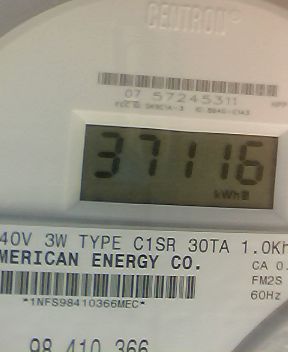 CENTRON®
07 57245311
37116
kWh
40V 3W TYPE C1SR 30TA 1.0Kh
MERICAN ENERGY CO.
CA 0.
FM2S
60Hz
*1NFS98410366MEC*
98 410 366